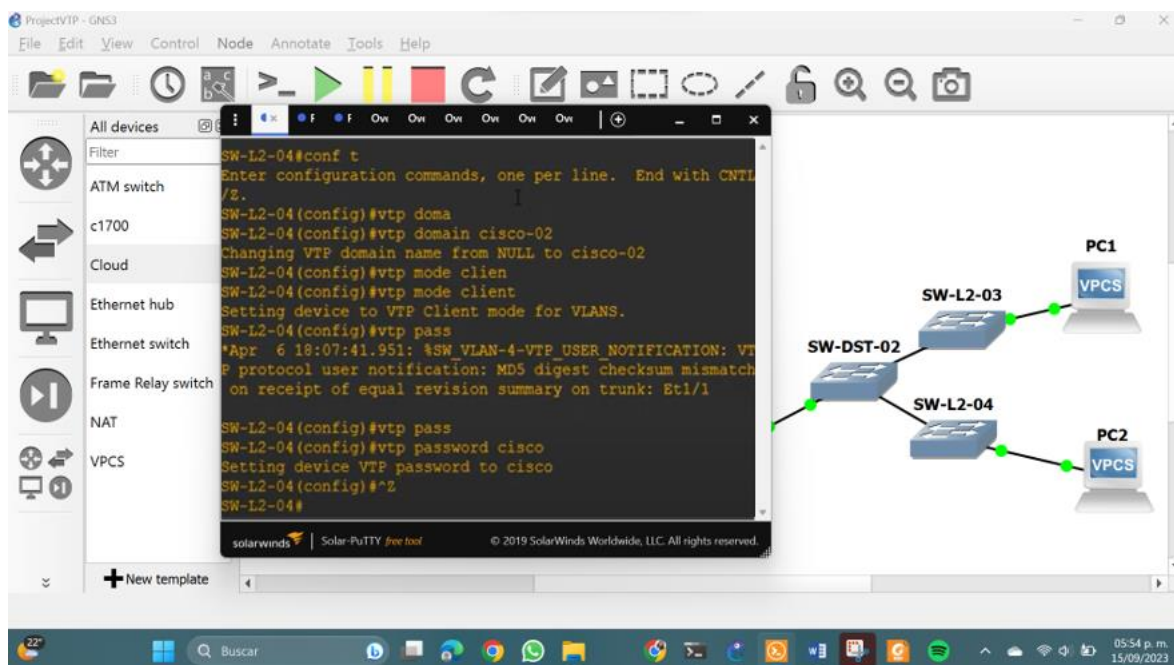 ProjectVTP - GNS3
File Edit View Control Node Annotate Tools Help
All devices
Filter
ATM switch
c1700
Cloud
Ethernet hub
Ethernet switch
Frame Relay switch
NAT
VPCS
New template
Ovr Ovr Ovr Ovr Ovr Ovr
SW-L2-04#conf t
Enter configuration commands, one per line. End with CNTL
/Z.
SW-L2-04(config)#vtp doma
SW-L2-04(config)#vtp domain cisco-02
Changing VTP domain name from NULL to cisco-02
SW-L2-04(config)#vtp mode clien
SW-L2-04(config)#vtp mode client
Setting device to VTP Client mode for VLANS.
SW-L2-04(config)#vtp pass
*Apr 6 18:07:41.951: %SW_VLAN-4-VTP_USER_NOTIFICATION: VT
P protocol user notification: MD5 digest checksum mismatch
on receipt of equal revision summary on trunk: Et1/1
SW-L2-04(config)#vtp pass
SW-L2-04(config)#vtp password cisco
Setting device VTP password to cisco
SW-L2-04(config)#^Z
SW-L2-04#
solarwinds Solar-PuTTY free tool © 2019 SolarWinds Worldwide, LLC. All rights reserved.
PC1
VPCS
SW-L2-03
SW-DST-02
SW-L2-04
PC2
VPCS
22°
Buscar
05:54 p. m.
15/09/2023